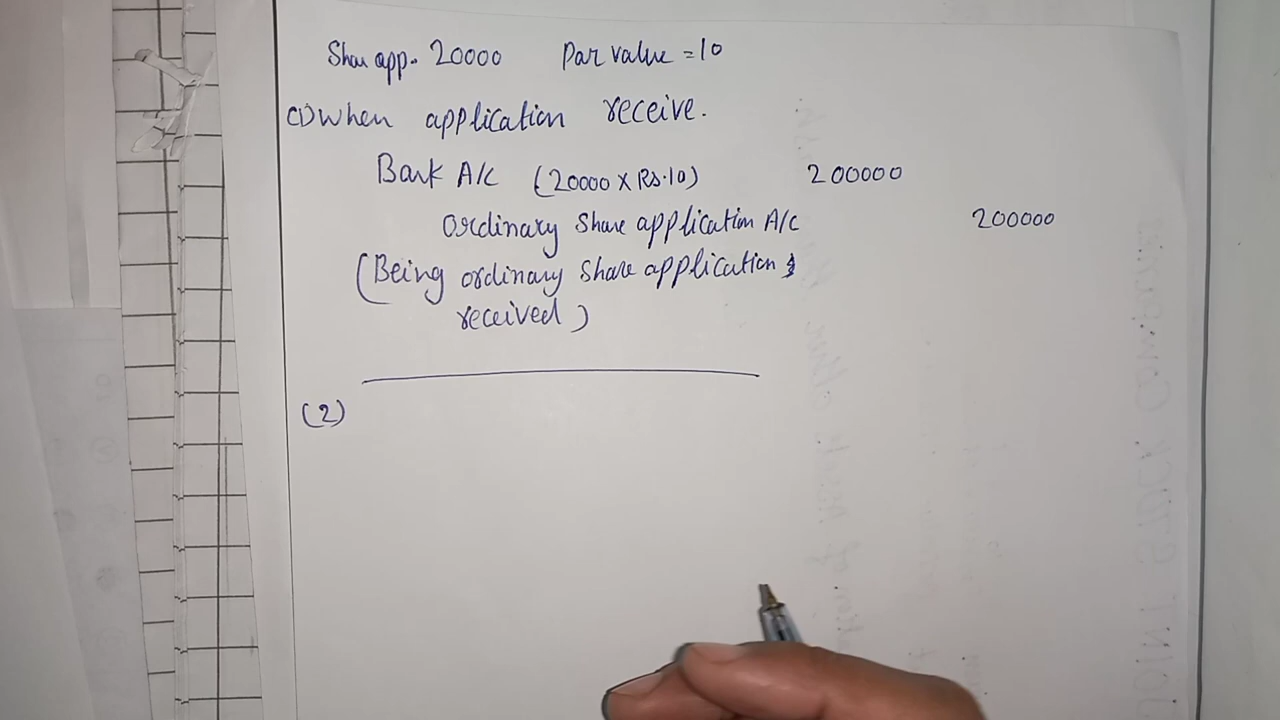 Shar app. 20000 Par value = 10
(1) When application receive.
Bank A/C (20000 X Rs.10) 200000
Ordinary Share application A/C 200000
(Being ordinary share application
received)
(2)